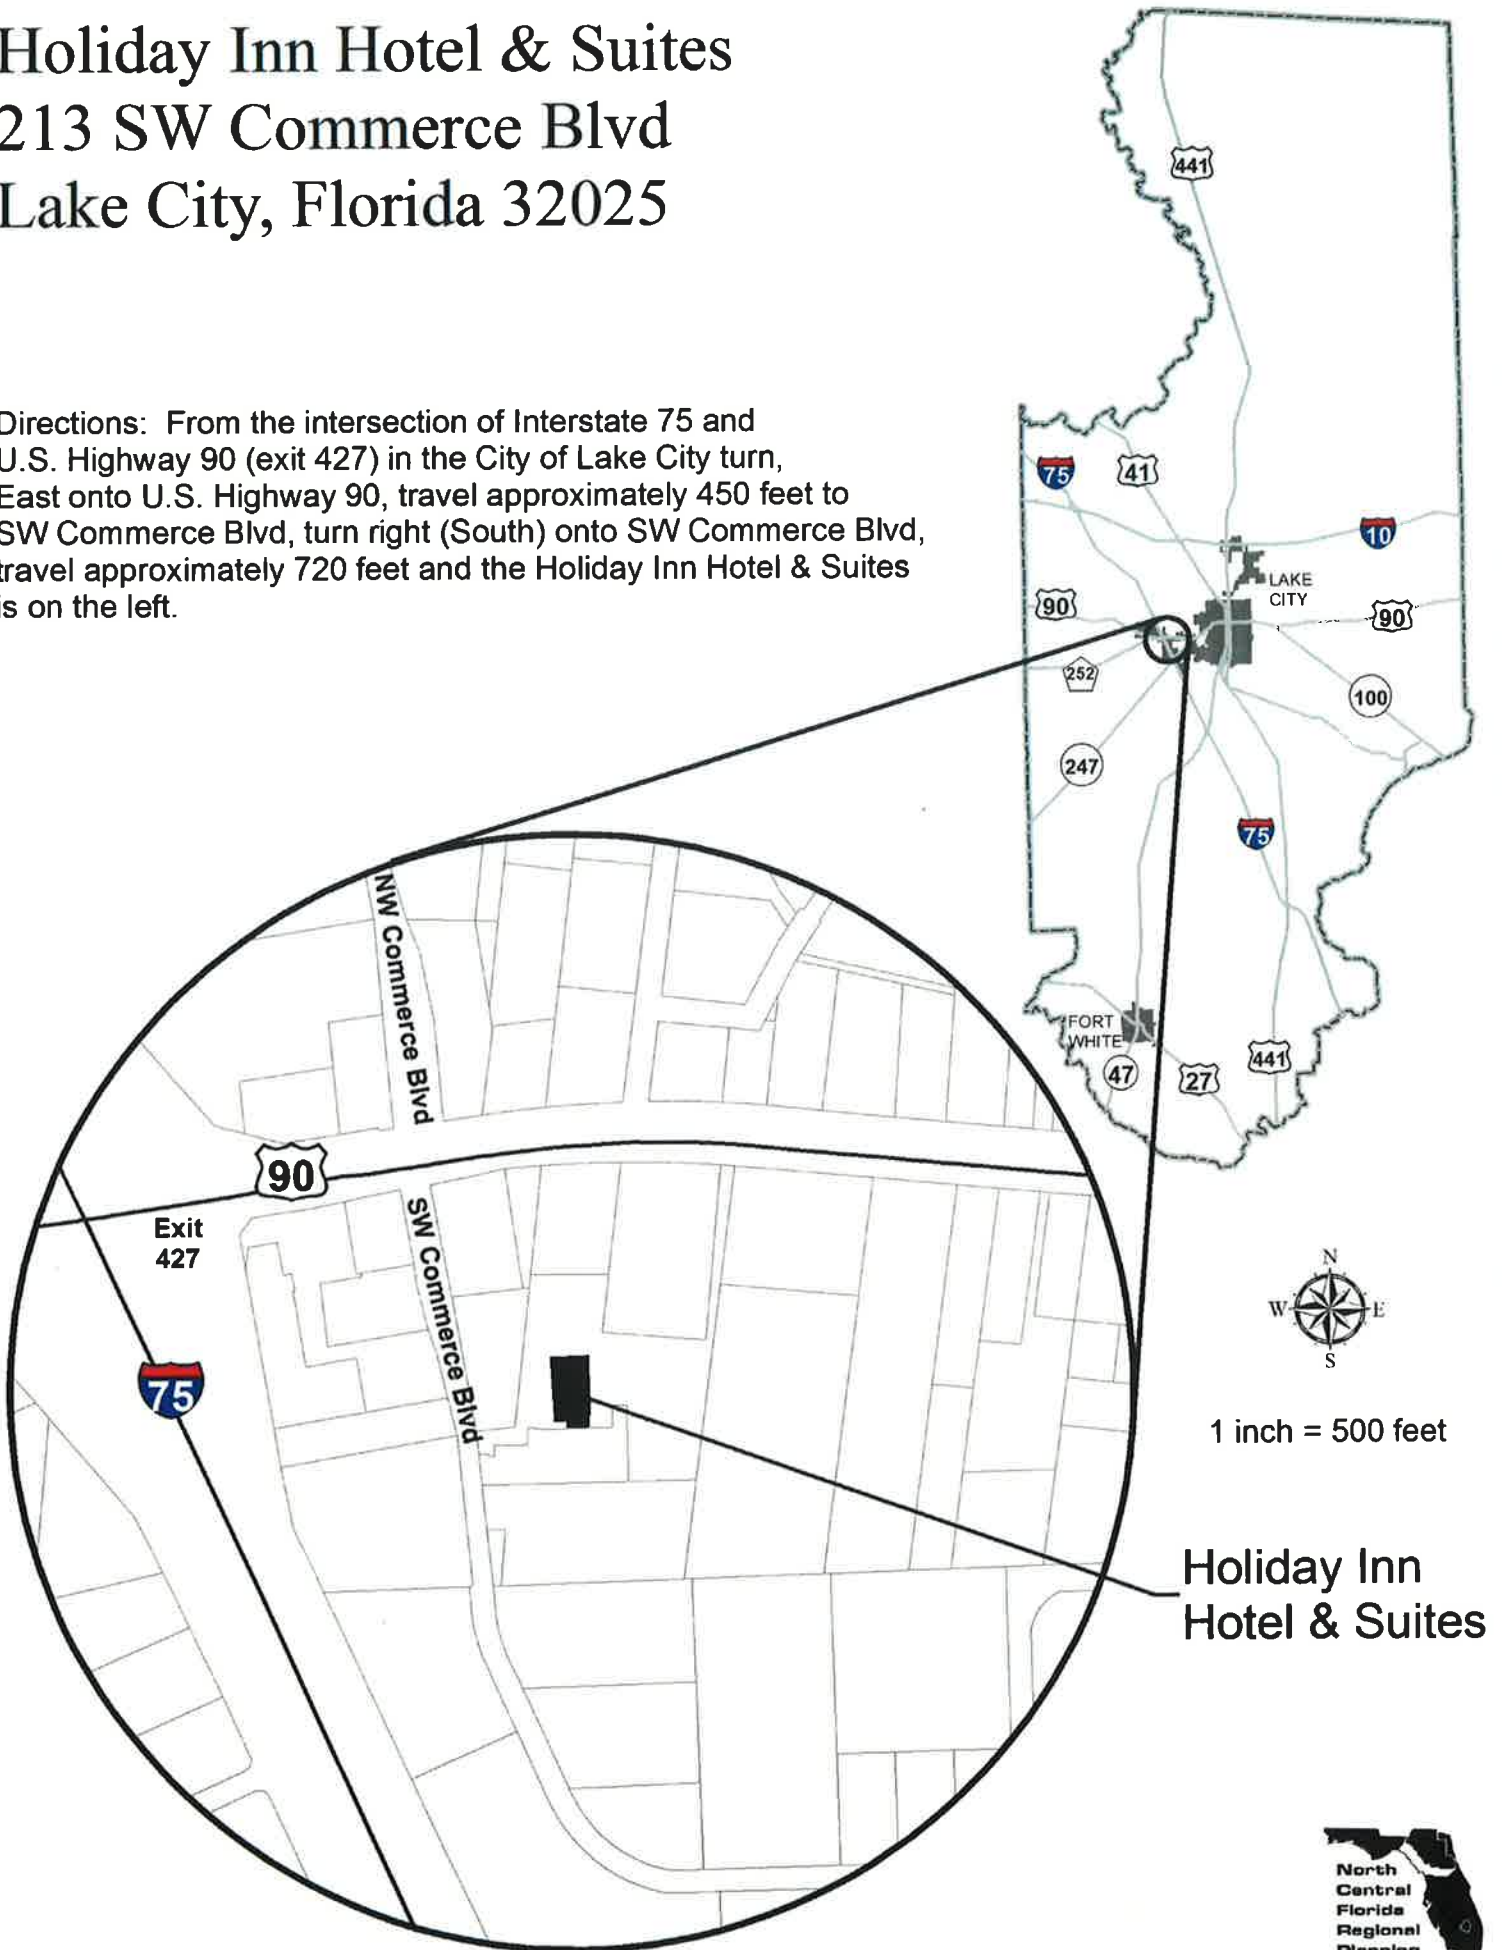 Holiday Inn Hotel & Suites
213 SW Commerce Blvd
Lake City, Florida 32025
Directions: From the intersection of Interstate 75 and
U.S. Highway 90 (exit 427) in the City of Lake City turn,
East onto U.S. Highway 90, travel approximately 450 feet to
SW Commerce Blvd, turn right (South) onto SW Commerce Blvd,
travel approximately 720 feet and the Holiday Inn Hotel & Suites
is on the left.
441
75
41
10
LAKE
CITY
90
90
252
100
247
75
FORT
WHITE
47
27
441
NW Commerce Blvd
90
Exit
427
SW Commerce Blvd
75
N
W
E
S
1 inch = 500 feet
Holiday Inn
Hotel & Suites
North
Central
Florida
Regional
Planning